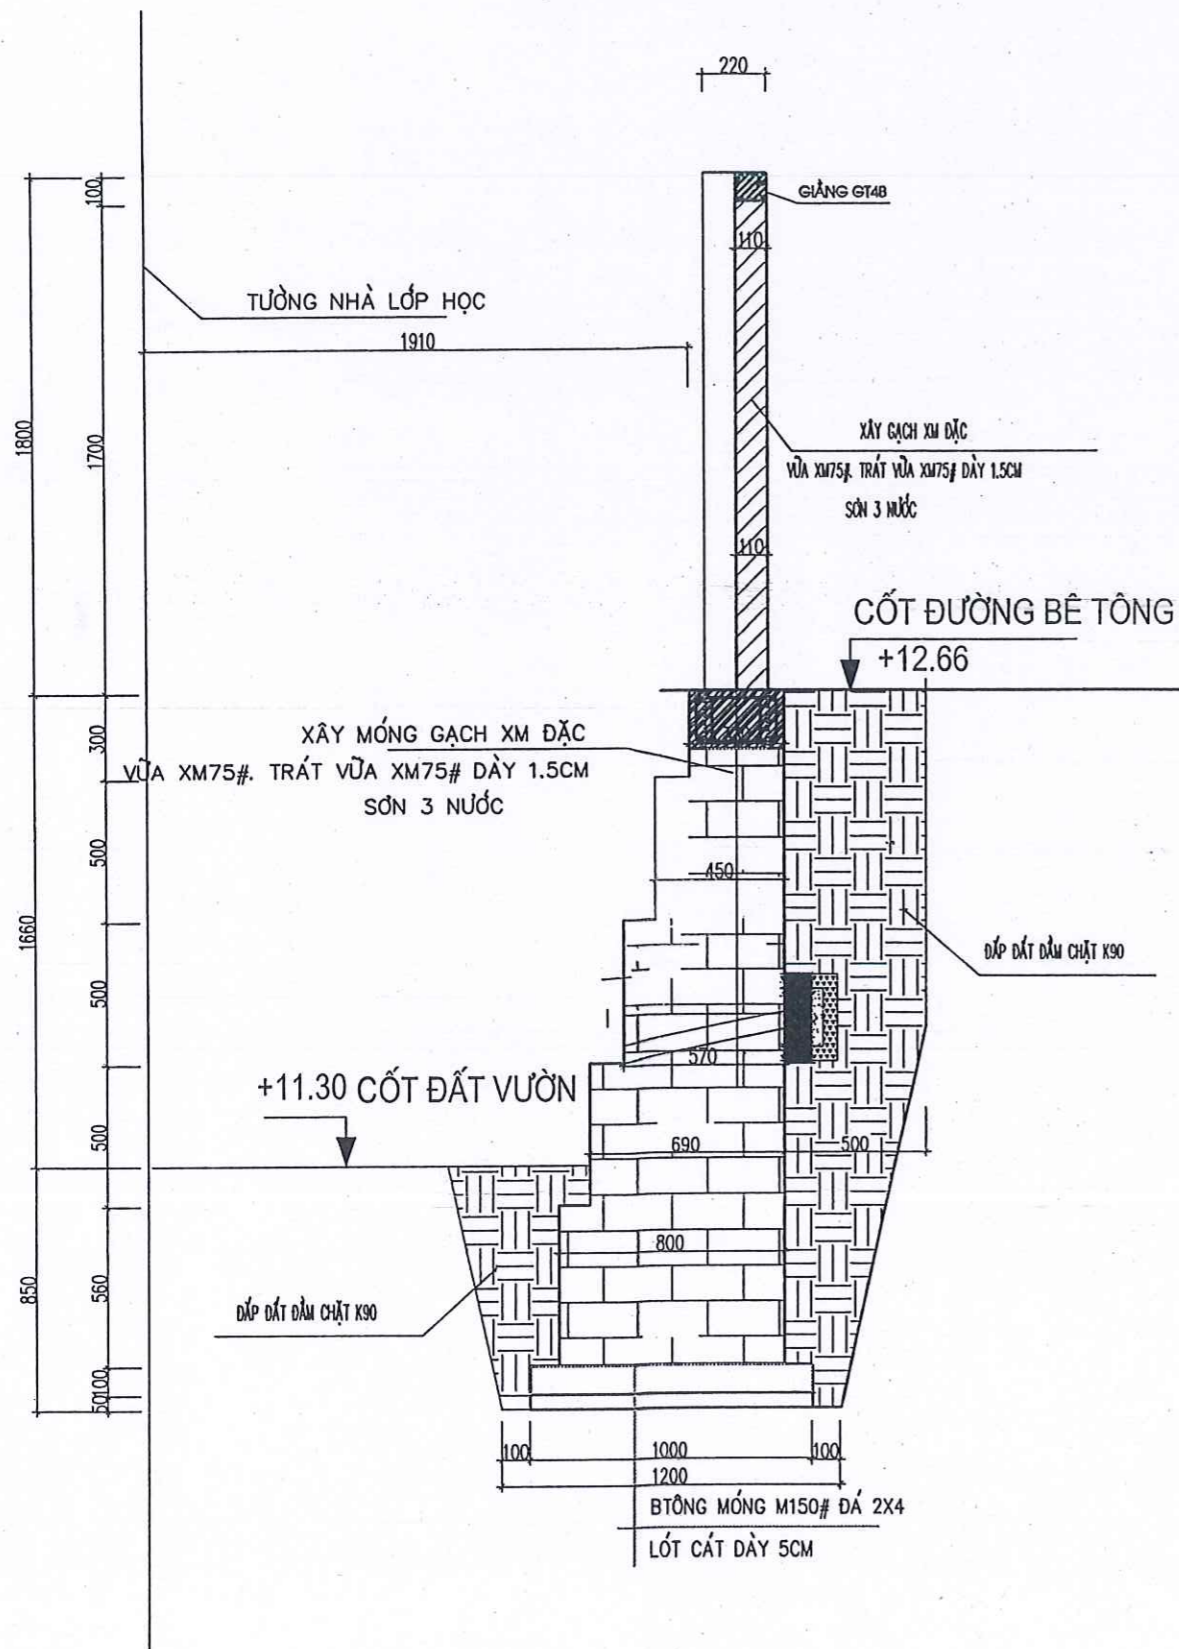 220
100
GIẰNG GT4B
110
TƯỜNG NHÀ LỚP HỌC
1910
1800
1700
XÂY GẠCH XM ĐẶC
VỮA XM75#. TRÁT VỮA XM75# DÀY 1.5CM
SƠN 3 NƯỚC
110
CỐT ĐƯỜNG BÊ TÔNG
+12.66
300
XÂY MÓNG GẠCH XM ĐẶC
VỮA XM75#. TRÁT VỮA XM75# DÀY 1.5CM
SƠN 3 NƯỚC
500
450
1660
ĐẮP ĐẤT ĐẦM CHẶT K90
500
570
+11.30 CỐT ĐẤT VƯỜN
500
690
500
800
850
560
ĐẮP ĐẤT ĐẦM CHẶT K90
100
50
100
1000
100
1200
BTÔNG MÓNG M150# ĐÁ 2X4
LÓT CÁT DÀY 5CM